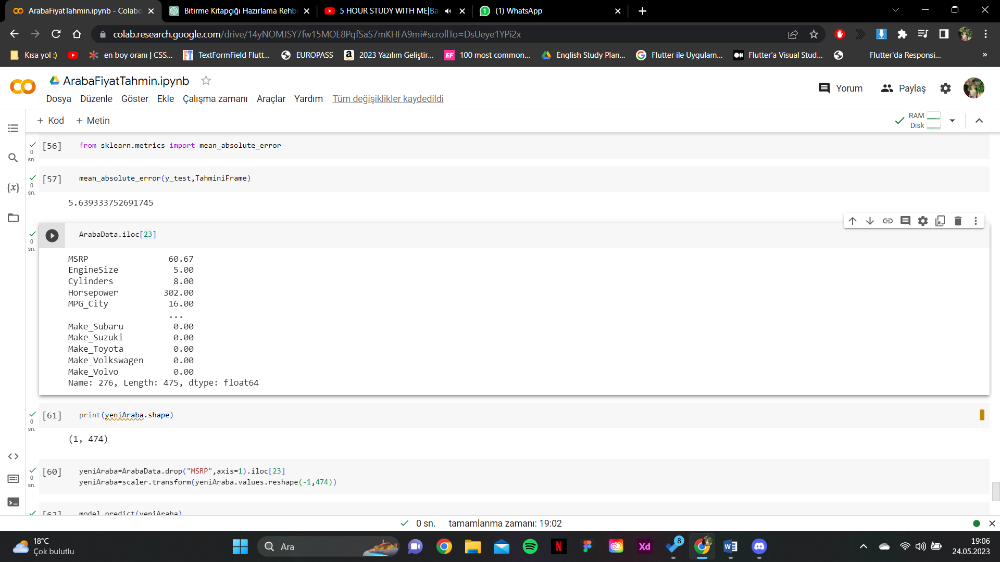 ArabaFiyatTahmin.ipynb - Colabo
Bitirme Kitapçığı Hazırlama Rehb
5 HOUR STUDY WITH ME|Ba
(1) WhatsApp
colab.research.google.com/drive/14yNOMJSY7fw15MOE8PqfSaS7mKHFA9mi#scrollTo=DsUeye1YPi2x
Kısa yol :)
en boy oranı | CSS...
TextFormField Flutt...
EUROPASS
2023 Yazılım Geliştir...
100 most common...
English Study Plan...
Flutter ile Uygulam...
Flutter'a Visual Stud...
Flutter'da Responsi...
ArabaFiyatTahmin.ipynb
Yorum
Paylaş
Dosya Düzenle Göster Ekle Çalışma zamanı Araçlar Yardım Tüm değişiklikler kaydedildi
+ Kod + Metin
RAM
Disk
[56] from sklearn.metrics import mean_absolute_error
0
sn.
[57] mean_absolute_error(y_test,TahminiFrame)
0
sn.
5.639333752691745
ArabaData.iloc[23]
0
sn.
MSRP 60.67
EngineSize 5.00
Cylinders 8.00
Horsepower 302.00
MPG_City 16.00
...
Make_Subaru 0.00
Make_Suzuki 0.00
Make_Toyota 0.00
Make_Volkswagen 0.00
Make_Volvo 0.00
Name: 276, Length: 475, dtype: float64
[61] print(yeniAraba.shape)
0
sn.
(1, 474)
[60] yeniAraba=ArabaData.drop("MSRP",axis=1).iloc[23]
0
sn.
yeniAraba=scaler.transform(yeniAraba.values.reshape(-1,474))
[62] model.predict(yeniAraba)
0 sn. tamamlanma zamanı: 19:02
18°C
Çok bulutlu
Ara
8
19:06
24.05.2023